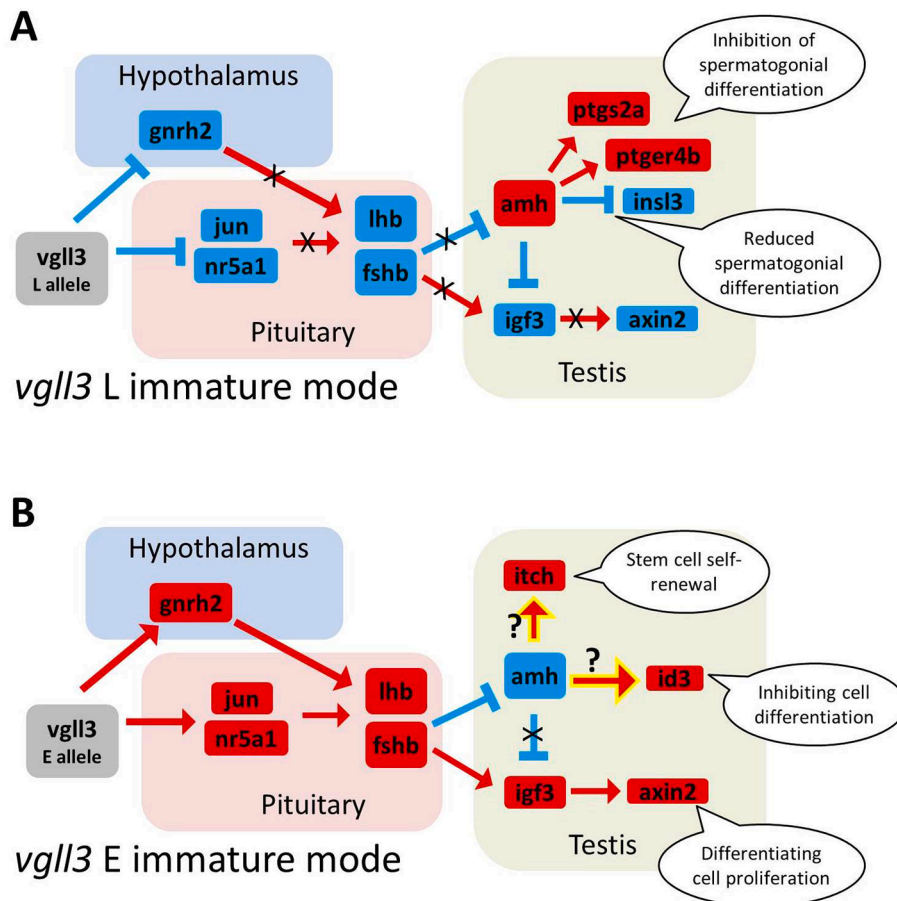 A
Hypothalamus
gnrh2
vgll3
L allele
jun
nr5a1
lhb
fshb
Pituitary
ptgs2a
ptger4b
amh
insl3
igf3
axin2
Testis
Inhibition of
spermatogonial
differentiation
Reduced
spermatogonial
differentiation
vgll3 L immature mode
B
Hypothalamus
gnrh2
vgll3
E allele
jun
nr5a1
lhb
fshb
Pituitary
itch
?
amh
?
id3
igf3
axin2
Testis
Stem cell self-
renewal
Inhibiting cell
differentiation
Differentiating
cell proliferation
vgll3 E immature mode